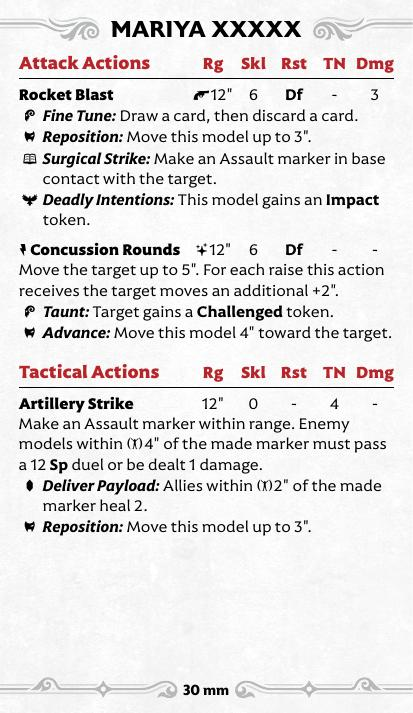 MARIYA XXXXX
Attack Actions Rg Skl Rst TN Dmg
Rocket Blast 12" 6 Df - 3
Fine Tune: Draw a card, then discard a card.
Reposition: Move this model up to 3".
Surgical Strike: Make an Assault marker in base
contact with the target.
Deadly Intentions: This model gains an Impact
token.
Concussion Rounds 12" 6 Df - -
Move the target up to 5". For each raise this action
receives the target moves an additional +2".
Taunt: Target gains a Challenged token.
Advance: Move this model 4" toward the target.
Tactical Actions Rg Skl Rst TN Dmg
Artillery Strike 12" 0 - 4 -
Make an Assault marker within range. Enemy
models within 4" of the made marker must pass
a 12 Sp duel or be dealt 1 damage.
Deliver Payload: Allies within 2" of the made
marker heal 2.
Reposition: Move this model up to 3".
30 mm